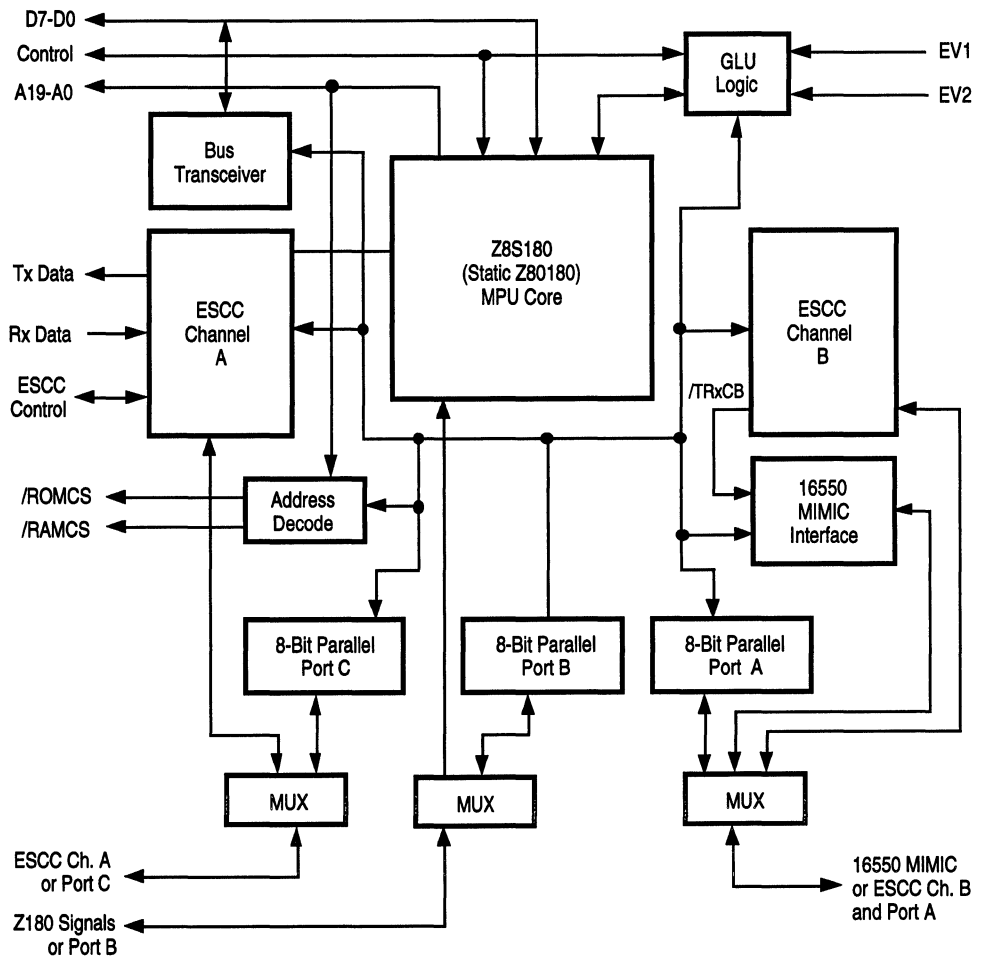 D7-D0
Control
A19-A0
GLU
Logic
EV1
EV2
Bus
Transceiver
Z8S180
(Static Z80180)
MPU Core
Tx Data
Rx Data
ESCC
Control
ESCC
Channel
A
ESCC
Channel
B
/TRxCB
/ROMCS
/RAMCS
Address
Decode
16550
MIMIC
Interface
8-Bit Parallel
Port C
8-Bit Parallel
Port B
8-Bit Parallel
Port A
MUX
MUX
MUX
ESCC Ch. A
or Port C
Z180 Signals
or Port B
16550 MIMIC
or ESCC Ch. B
and Port A